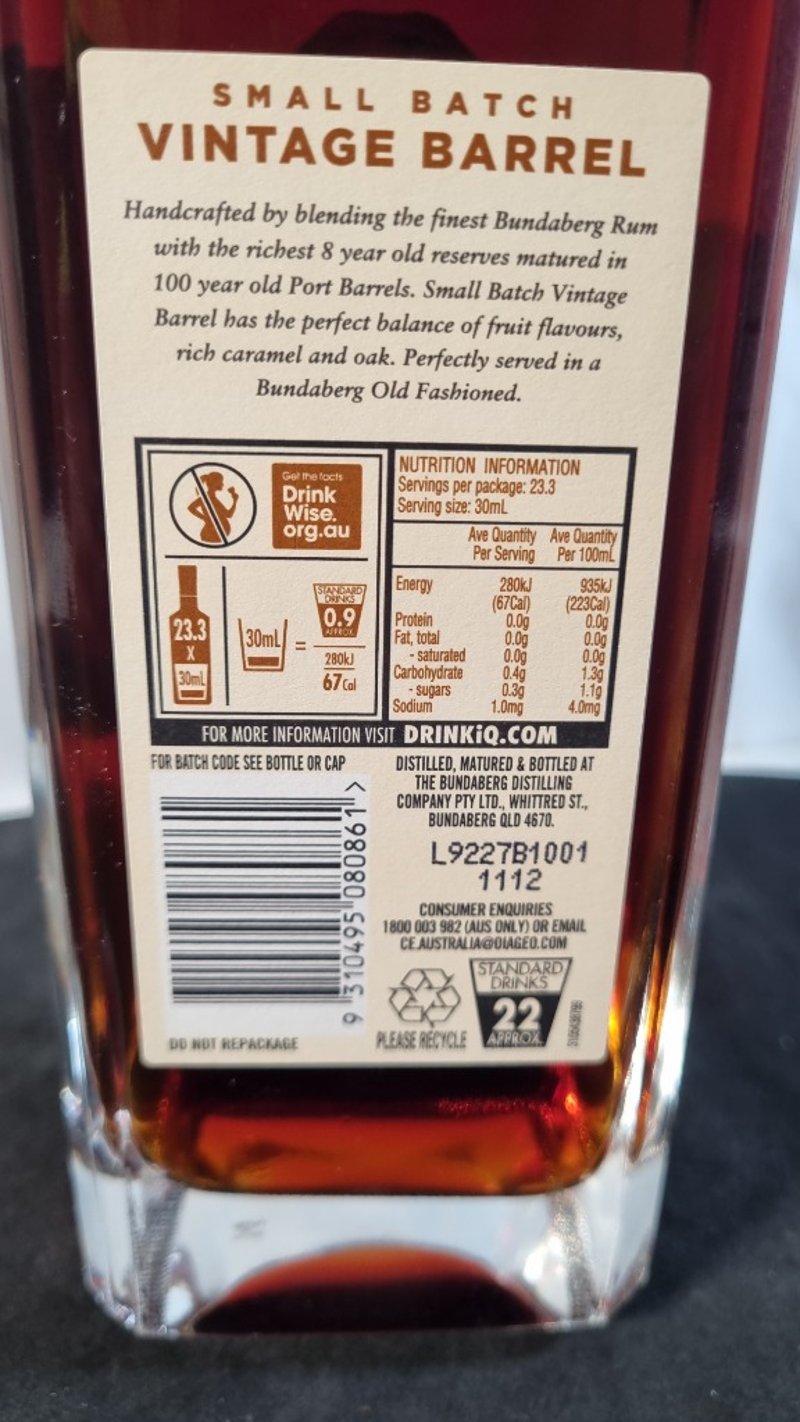 SMALL BATCH
VINTAGE BARREL
Handcrafted by blending the finest Bundaberg Rum
with the richest 8 year old reserves matured in
100 year old Port Barrels. Small Batch Vintage
Barrel has the perfect balance of fruit flavours,
rich caramel and oak. Perfectly served in a
Bundaberg Old Fashioned.
Get the facts
Drink
Wise.
org.au
23.3
X
30mL
30mL
=
STANDARD
DRINKS
0.9
APPROX.
280kJ
67Cal
NUTRITION INFORMATION
Servings per package: 23.3
Serving size: 30mL
Ave Quantity Ave Quantity
Per Serving Per 100mL
Energy 280kJ 935kJ
(67Cal) (223Cal)
Protein 0.0g 0.0g
Fat, total 0.0g 0.0g
- saturated 0.0g 0.0g
Carbohydrate 0.4g 1.3g
- sugars 0.3g 1.1g
Sodium 1.0mg 4.0mg
FOR MORE INFORMATION VISIT DRINKiQ.COM
FOR BATCH CODE SEE BOTTLE OR CAP
9 310495 080861 >
DO NOT REPACKAGE
DISTILLED, MATURED & BOTTLED AT
THE BUNDABERG DISTILLING
COMPANY PTY LTD., WHITTRED ST.,
BUNDABERG QLD 4670.
L9227B1001
1112
CONSUMER ENQUIRIES
1800 003 982 (AUS ONLY) OR EMAIL
CE.AUSTRALIA@DIAGEO.COM
PLEASE RECYCLE
STANDARD
DRINKS
22
APPROX.